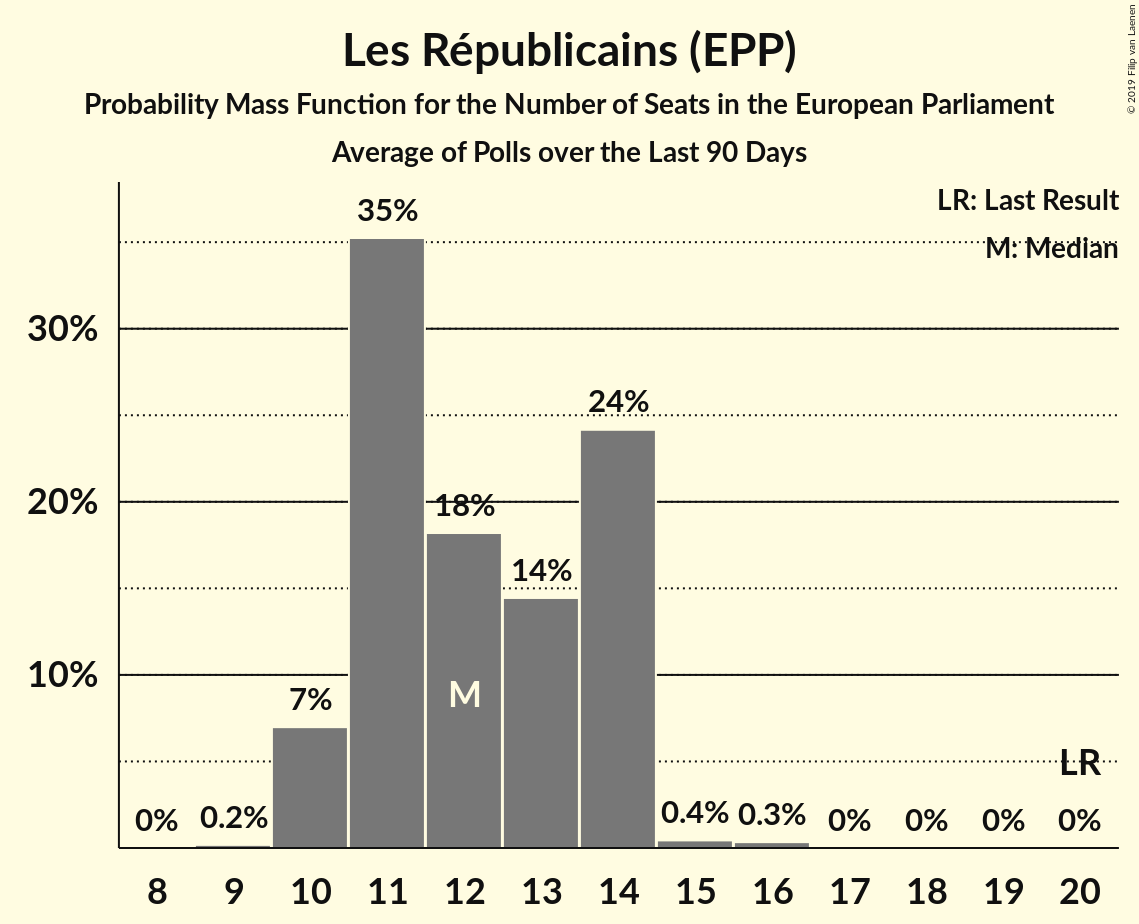 Les Républicains (EPP)
Probability Mass Function for the Number of Seats in the European Parliament
Average of Polls over the Last 90 Days
© 2019 Filip van Laenen
LR: Last Result
M: Median
30%
20%
10%
0%
0.2%
7%
35%
18%
14%
24%
0.4%
0.3%
0%
0%
0%
0%
M
LR
8 9 10 11 12 13 14 15 16 17 18 19 20